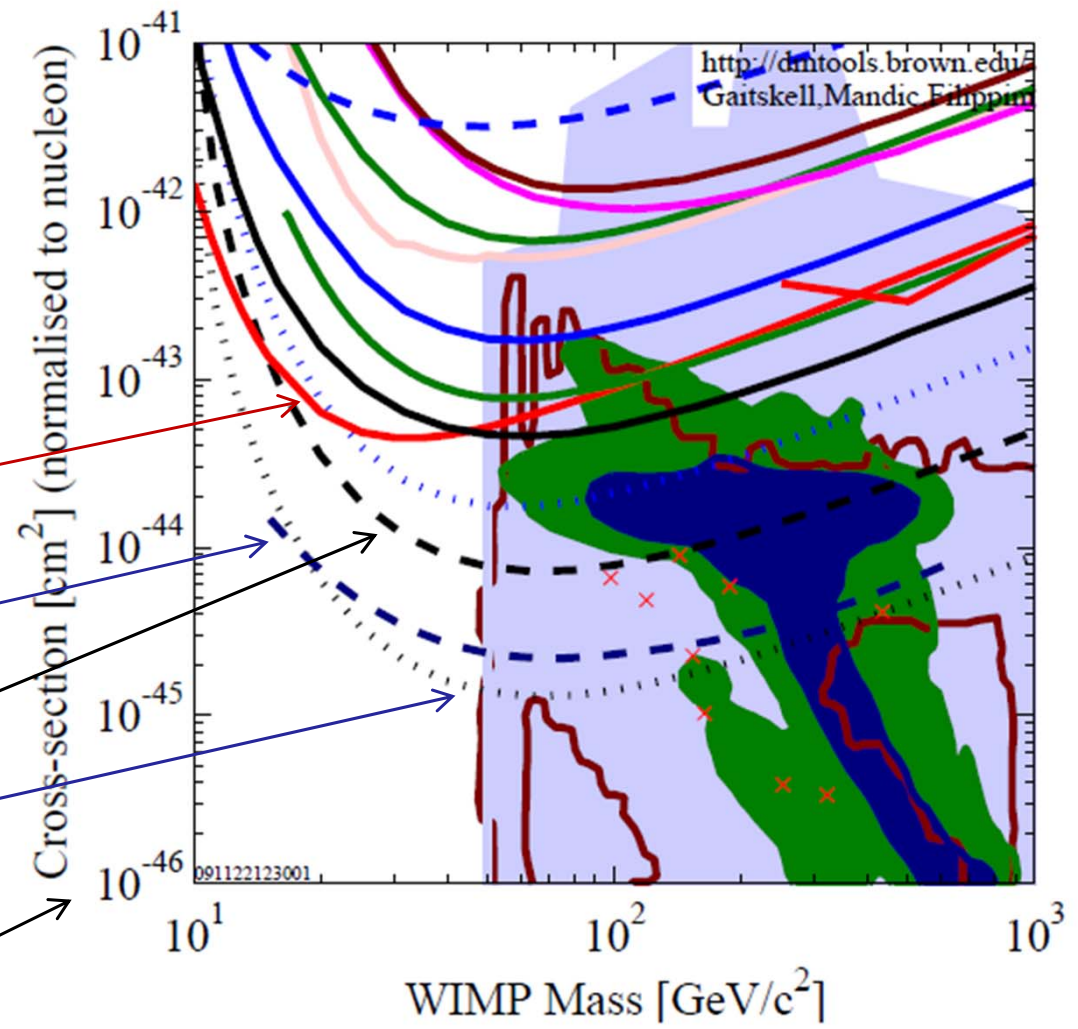 http://dmtools.brown.edu/
Gaitskell,Mandic,Filippini
10^-41
10^-42
10^-43
10^-44
10^-45
10^-46
Cross-section [cm^2] (normalised to nucleon)
091122123001
10^1
10^2
10^3
WIMP Mass [GeV/c^2]